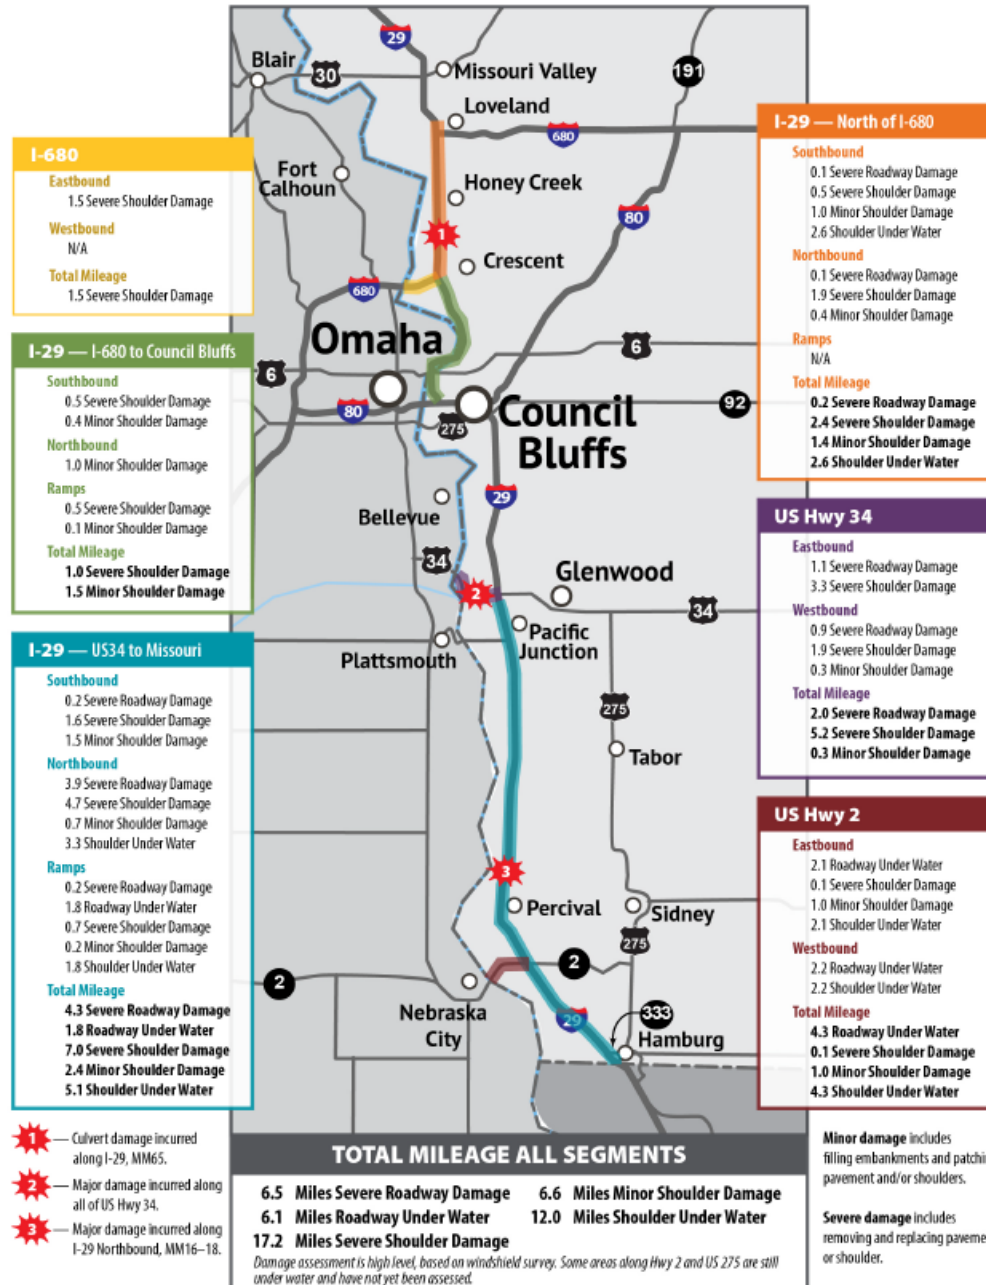 I-680
Eastbound
1.5 Severe Shoulder Damage
Westbound
N/A
Total Mileage
1.5 Severe Shoulder Damage
I-29 — I-680 to Council Bluffs
Southbound
0.5 Severe Shoulder Damage
0.4 Minor Shoulder Damage
Northbound
1.0 Minor Shoulder Damage
Ramps
0.5 Severe Shoulder Damage
0.1 Minor Shoulder Damage
Total Mileage
1.0 Severe Shoulder Damage
1.5 Minor Shoulder Damage
I-29 — US34 to Missouri
Southbound
0.2 Severe Roadway Damage
1.6 Severe Shoulder Damage
1.5 Minor Shoulder Damage
Northbound
3.9 Severe Roadway Damage
4.7 Severe Shoulder Damage
0.7 Minor Shoulder Damage
3.3 Shoulder Under Water
Ramps
0.2 Severe Roadway Damage
1.8 Roadway Under Water
0.7 Severe Shoulder Damage
0.2 Minor Shoulder Damage
1.8 Shoulder Under Water
Total Mileage
4.3 Severe Roadway Damage
1.8 Roadway Under Water
7.0 Severe Shoulder Damage
2.4 Minor Shoulder Damage
5.1 Shoulder Under Water
1 — Culvert damage incurred
along I-29, MM65.
2 — Major damage incurred along
all of US Hwy 34.
3 — Major damage incurred along
I-29 Northbound, MM16–18.
29
Blair
30
Missouri Valley
191
Loveland
680
Fort
Calhoun
Honey Creek
80
1
Crescent
680
Omaha
6
6
80
275
Council
Bluffs
92
29
Bellevue
34
2
Glenwood
34
Pacific
Junction
Plattsmouth
275
Tabor
3
Percival
Sidney
275
2
2
Nebraska
City
29
333
Hamburg
I-29 — North of I-680
Southbound
0.1 Severe Roadway Damage
0.5 Severe Shoulder Damage
1.0 Minor Shoulder Damage
2.6 Shoulder Under Water
Northbound
0.1 Severe Roadway Damage
1.9 Severe Shoulder Damage
0.4 Minor Shoulder Damage
Ramps
N/A
Total Mileage
0.2 Severe Roadway Damage
2.4 Severe Shoulder Damage
1.4 Minor Shoulder Damage
2.6 Shoulder Under Water
US Hwy 34
Eastbound
1.1 Severe Roadway Damage
3.3 Severe Shoulder Damage
Westbound
0.9 Severe Roadway Damage
1.9 Severe Shoulder Damage
0.3 Minor Shoulder Damage
Total Mileage
2.0 Severe Roadway Damage
5.2 Severe Shoulder Damage
0.3 Minor Shoulder Damage
US Hwy 2
Eastbound
2.1 Roadway Under Water
0.1 Severe Shoulder Damage
1.0 Minor Shoulder Damage
2.1 Shoulder Under Water
Westbound
2.2 Roadway Under Water
2.2 Shoulder Under Water
Total Mileage
4.3 Roadway Under Water
0.1 Severe Shoulder Damage
1.0 Minor Shoulder Damage
4.3 Shoulder Under Water
TOTAL MILEAGE ALL SEGMENTS
6.5 Miles Severe Roadway Damage
6.1 Miles Roadway Under Water
17.2 Miles Severe Shoulder Damage
6.6 Miles Minor Shoulder Damage
12.0 Miles Shoulder Under Water
Damage assessment is high level, based on windshield survey. Some areas along Hwy 2 and US 275 are still
under water and have not yet been assessed.
Minor damage includes
filling embankments and patchin
pavement and/or shoulders.
Severe damage includes
removing and replacing paveme
or shoulder.